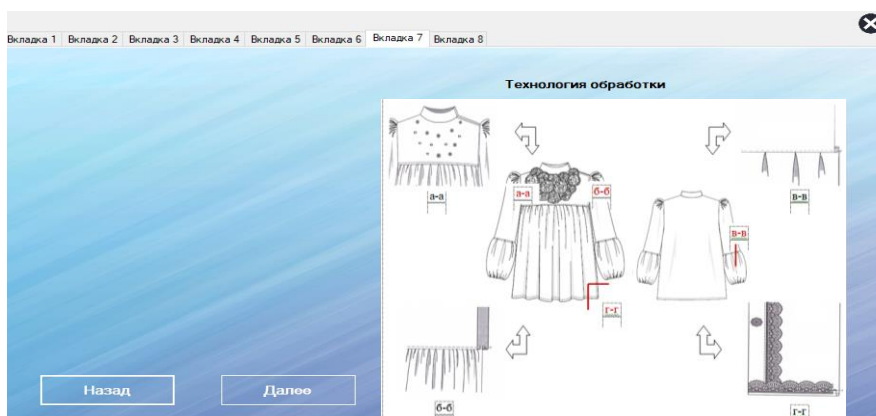 Вкладка 1 Вкладка 2 Вкладка 3 Вкладка 4 Вкладка 5 Вкладка 6 Вкладка 7 Вкладка 8
Технология обработки
а-а
а-а
б-б
в-в
в-в
г-г
Назад
Далее
б-б
г-г